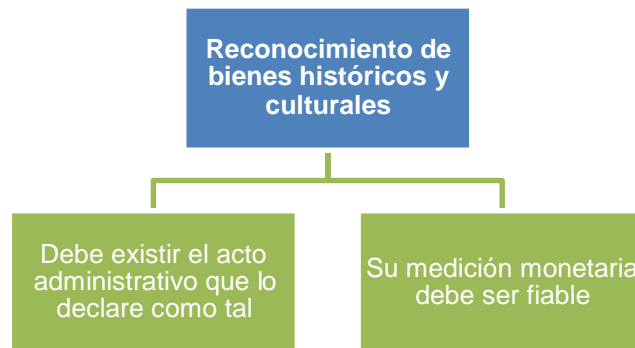 Reconocimiento de
bienes históricos y
culturales
Debe existir el acto
administrativo que lo
declare como tal
Su medición monetaria
debe ser fiable